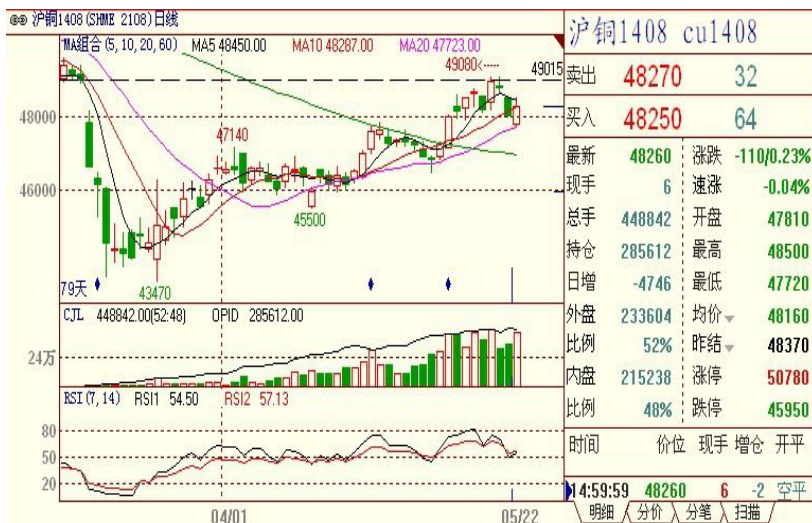 沪铜1408 (SHME 2108)日线
MA组合(5,10,20,60) MA5 48450.00 MA10 48287.00 MA20 47723.00
49080<-----
49015
48000
47140
46000
45500
43470
79天
CJL 448842.00(52:48) OPID 285612.00
24万
RSI(7,14) RSI1 54.50 RSI2 57.13
80
50
20
04/01 05/22
沪铜1408 cu1408
卖出 48270 32
买入 48250 64
最新 48260 涨跌 -110/0.23%
现手 6 速涨 -0.04%
总手 448842 开盘 47810
持仓 285612 最高 48500
日增 -4746 最低 47720
外盘 233604 均价 48160
比例 52% 昨结 48370
内盘 215238 涨停 50780
比例 48% 跌停 45950
时间 价位 现手 增仓 开平
14:59:59 48260 6 -2 空平
明细 分价 分笔 扫描